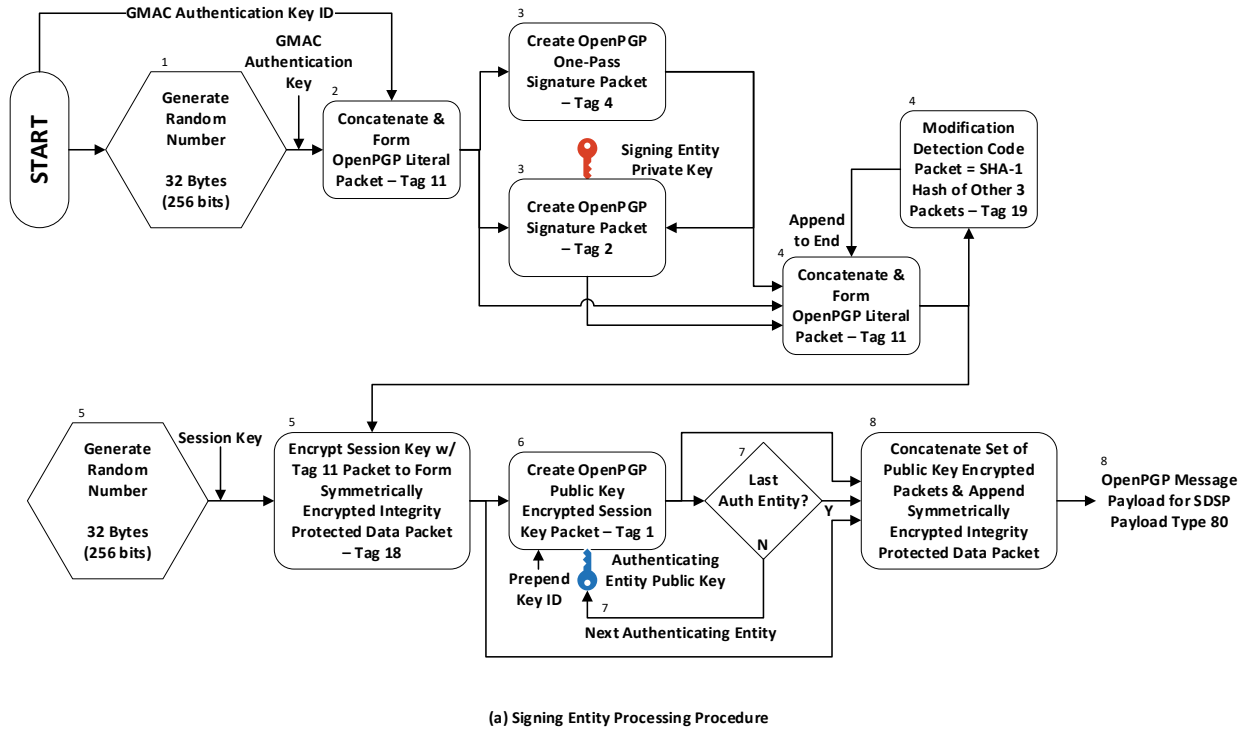 GMAC Authentication Key ID
START
1
Generate
Random
Number
32 Bytes
(256 bits)
GMAC
Authentication
Key
2
Concatenate &
Form
OpenPGP Literal
Packet – Tag 11
3
Create OpenPGP
One-Pass
Signature Packet
– Tag 4
Signing Entity
Private Key
3
Create OpenPGP
Signature Packet
– Tag 2
4
Modification
Detection Code
Packet = SHA-1
Hash of Other 3
Packets – Tag 19
Append
to End
4
Concatenate &
Form
OpenPGP Literal
Packet – Tag 11
5
Generate
Random
Number
32 Bytes
(256 bits)
Session Key
5
Encrypt Session Key w/
Tag 11 Packet to Form
Symmetrically
Encrypted Integrity
Protected Data Packet
– Tag 18
6
Create OpenPGP
Public Key
Encrypted Session
Key Packet – Tag 1
Prepend
Key ID
Authenticating
Entity Public Key
7
Last
Auth Entity?
Y
N
7
Next Authenticating Entity
8
Concatenate Set of
Public Key Encrypted
Packets & Append
Symmetrically
Encrypted Integrity
Protected Data Packet
8
OpenPGP Message
Payload for SDSP
Payload Type 80
(a) Signing Entity Processing Procedure